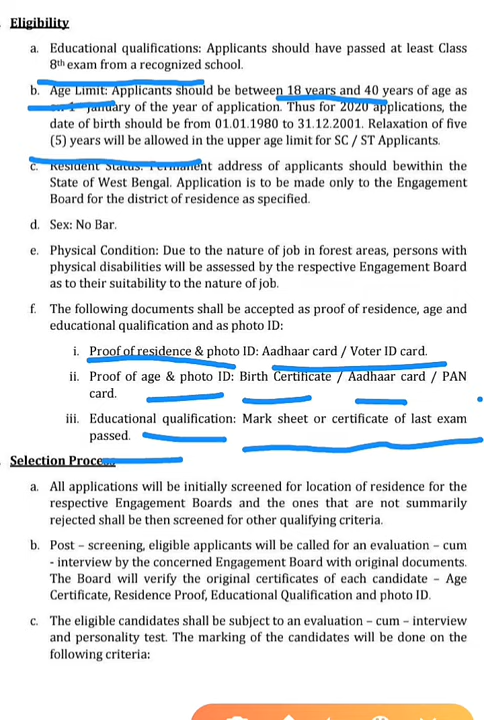 Eligibility
a. Educational qualifications: Applicants should have passed at least Class
8th exam from a recognized school.
b. Age Limit: Applicants should be between 18 years and 40 years of age as
January of the year of application. Thus for 2020 applications, the
date of birth should be from 01.01.1980 to 31.12.2001. Relaxation of five
(5) years will be allowed in the upper age limit for SC / ST Applicants.
c. Resident Status: Permanent address of applicants should bewithin the
State of West Bengal. Application is to be made only to the Engagement
Board for the district of residence as specified.
d. Sex: No Bar.
e. Physical Condition: Due to the nature of job in forest areas, persons with
physical disabilities will be assessed by the respective Engagement Board
as to their suitability to the nature of job.
f. The following documents shall be accepted as proof of residence, age and
educational qualification and as photo ID:
i. Proof of residence & photo ID: Aadhaar card / Voter ID card.
ii. Proof of age & photo ID: Birth Certificate / Aadhaar card / PAN
card.
iii. Educational qualification: Mark sheet or certificate of last exam
passed.
Selection Process
a. All applications will be initially screened for location of residence for the
respective Engagement Boards and the ones that are not summarily
rejected shall be then screened for other qualifying criteria.
b. Post – screening, eligible applicants will be called for an evaluation – cum
- interview by the concerned Engagement Board with original documents.
The Board will verify the original certificates of each candidate – Age
Certificate, Residence Proof, Educational Qualification and photo ID.
c. The eligible candidates shall be subject to an evaluation – cum – interview
and personality test. The marking of the candidates will be done on the
following criteria: